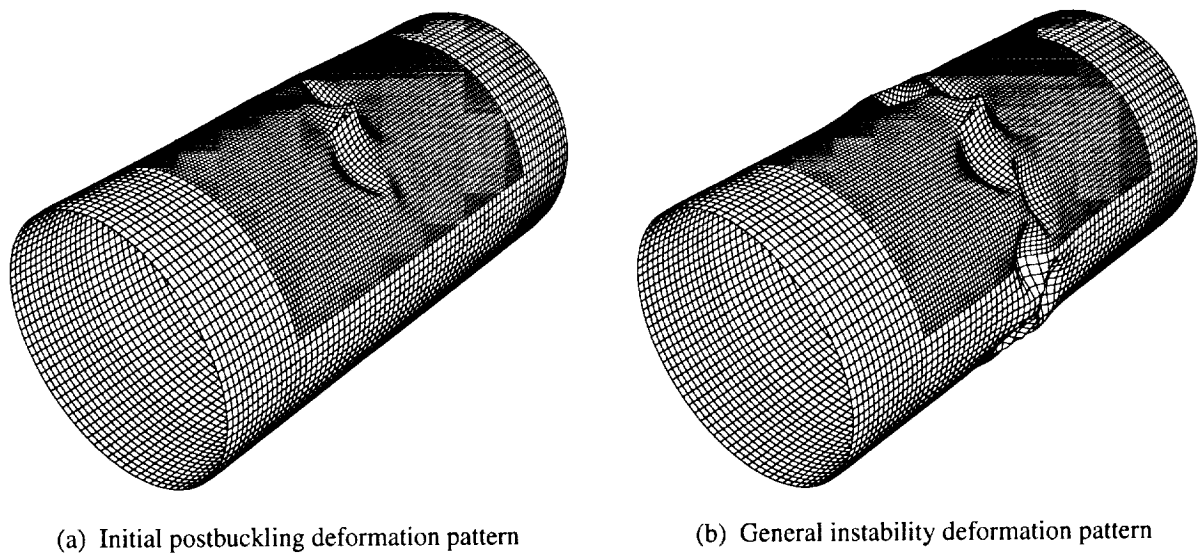 (a) Initial postbuckling deformation pattern
(b) General instability deformation pattern